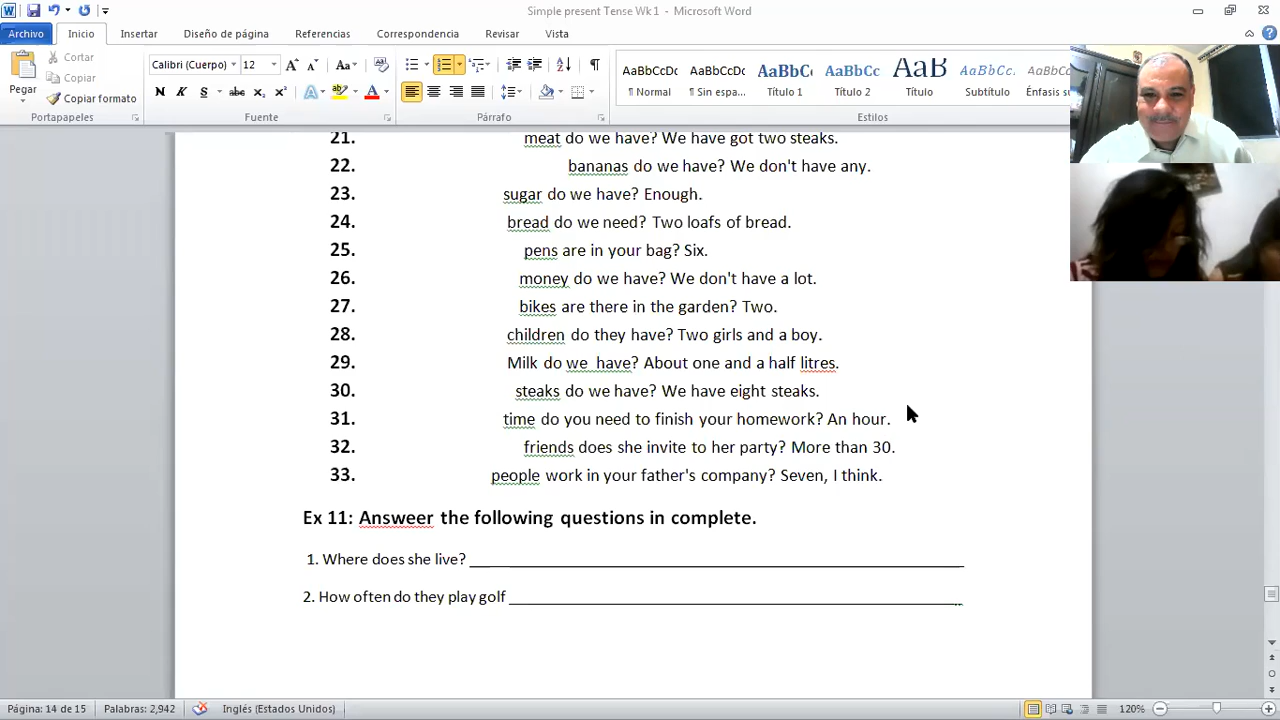 Simple present Tense Wk 1 - Microsoft Word
Archivo Inicio Insertar Diseño de página Referencias Correspondencia Revisar Vista
Pegar
Cortar
Copiar
Copiar formato
Portapapeles
Calibri (Cuerpo) 12
N K S abc x₂ x²
Fuente
Párrafo
AaBbCcDc AaBbCcDc AaBbC AaBbCc AaB AaBbCcDc AaBbCcDc
¶ Normal ¶ Sin espa... Título 1 Título 2 Título Subtítulo Énfasis s
Estilos
21. meat do we have? We have got two steaks.
22. bananas do we have? We don't have any.
23. sugar do we have? Enough.
24. bread do we need? Two loafs of bread.
25. pens are in your bag? Six.
26. money do we have? We don't have a lot.
27. bikes are there in the garden? Two.
28. children do they have? Two girls and a boy.
29. Milk do we have? About one and a half litres.
30. steaks do we have? We have eight steaks.
31. time do you need to finish your homework? An hour.
32. friends does she invite to her party? More than 30.
33. people work in your father's company? Seven, I think.
Ex 11: Answeer the following questions in complete.
1. Where does she live?
2. How often do they play golf
Página: 14 de 15 Palabras: 2,942 Inglés (Estados Unidos) 120%